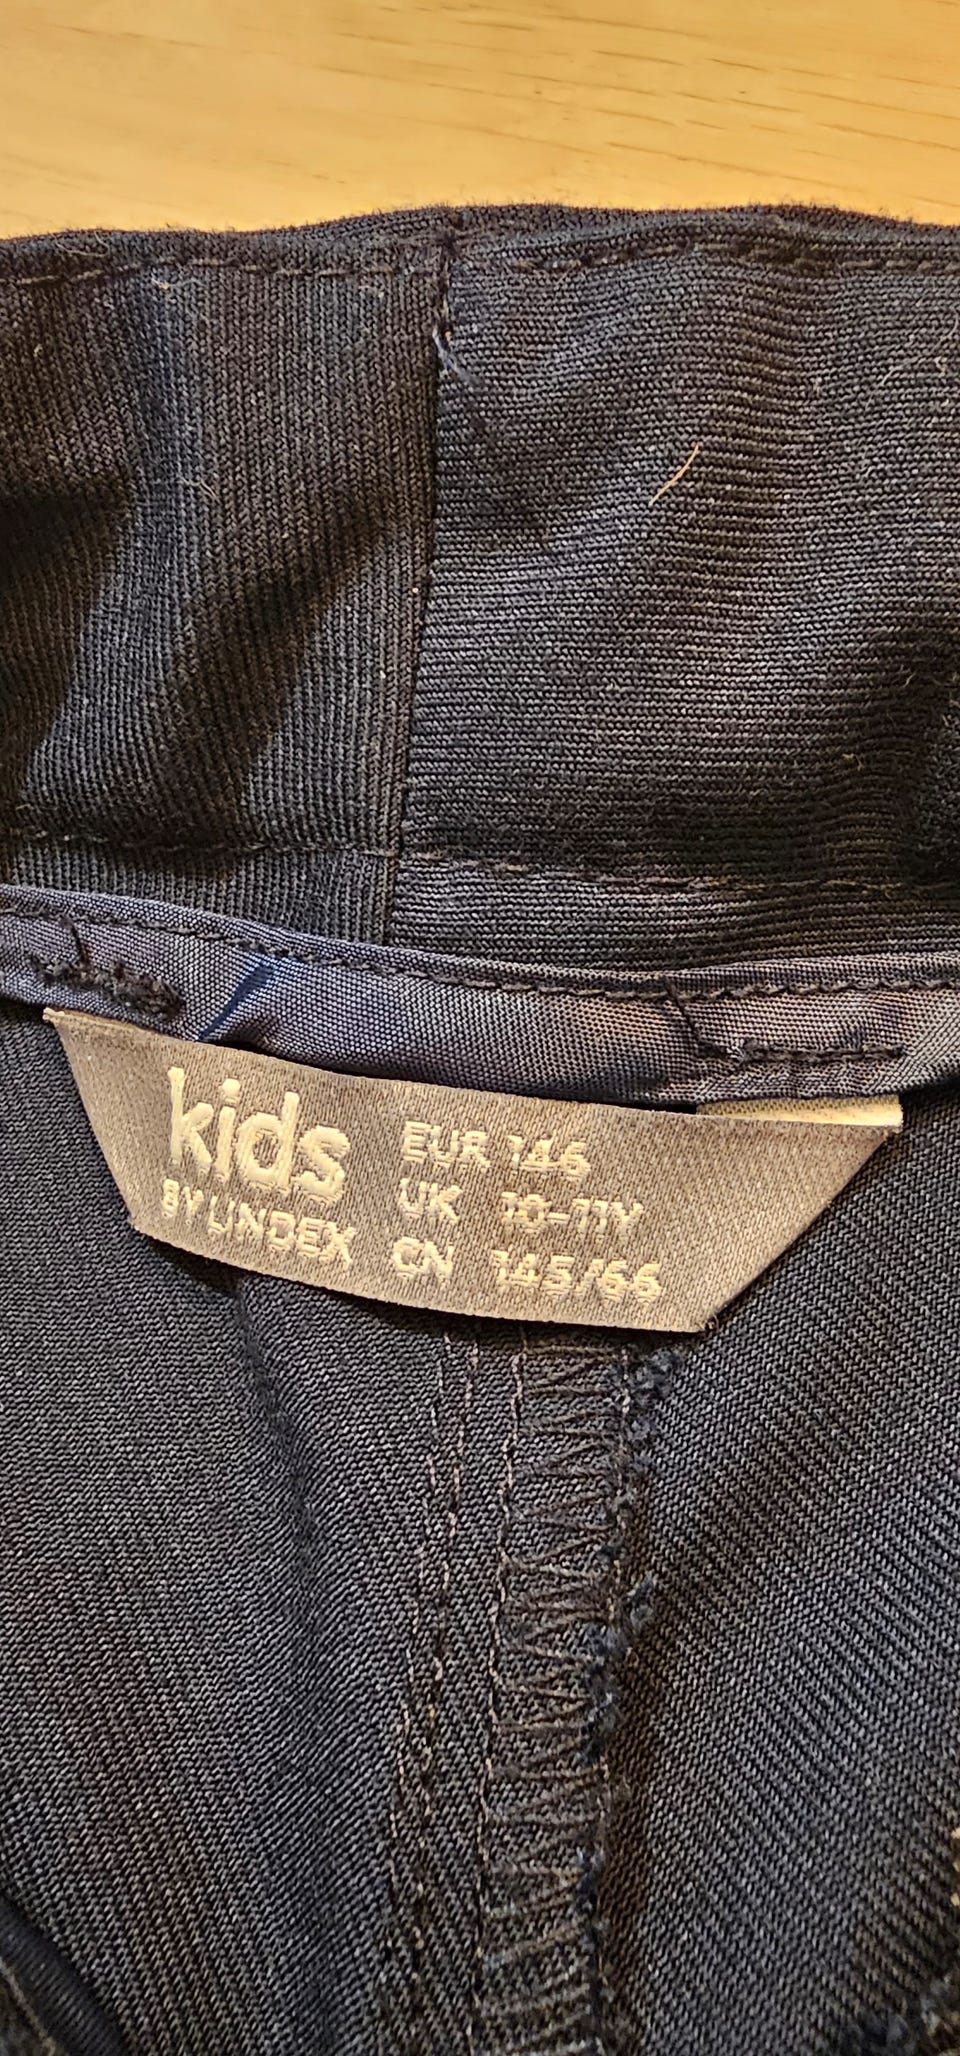 kids
BY LINDEX
EUR 146
UK 10-11Y
CN 145/66